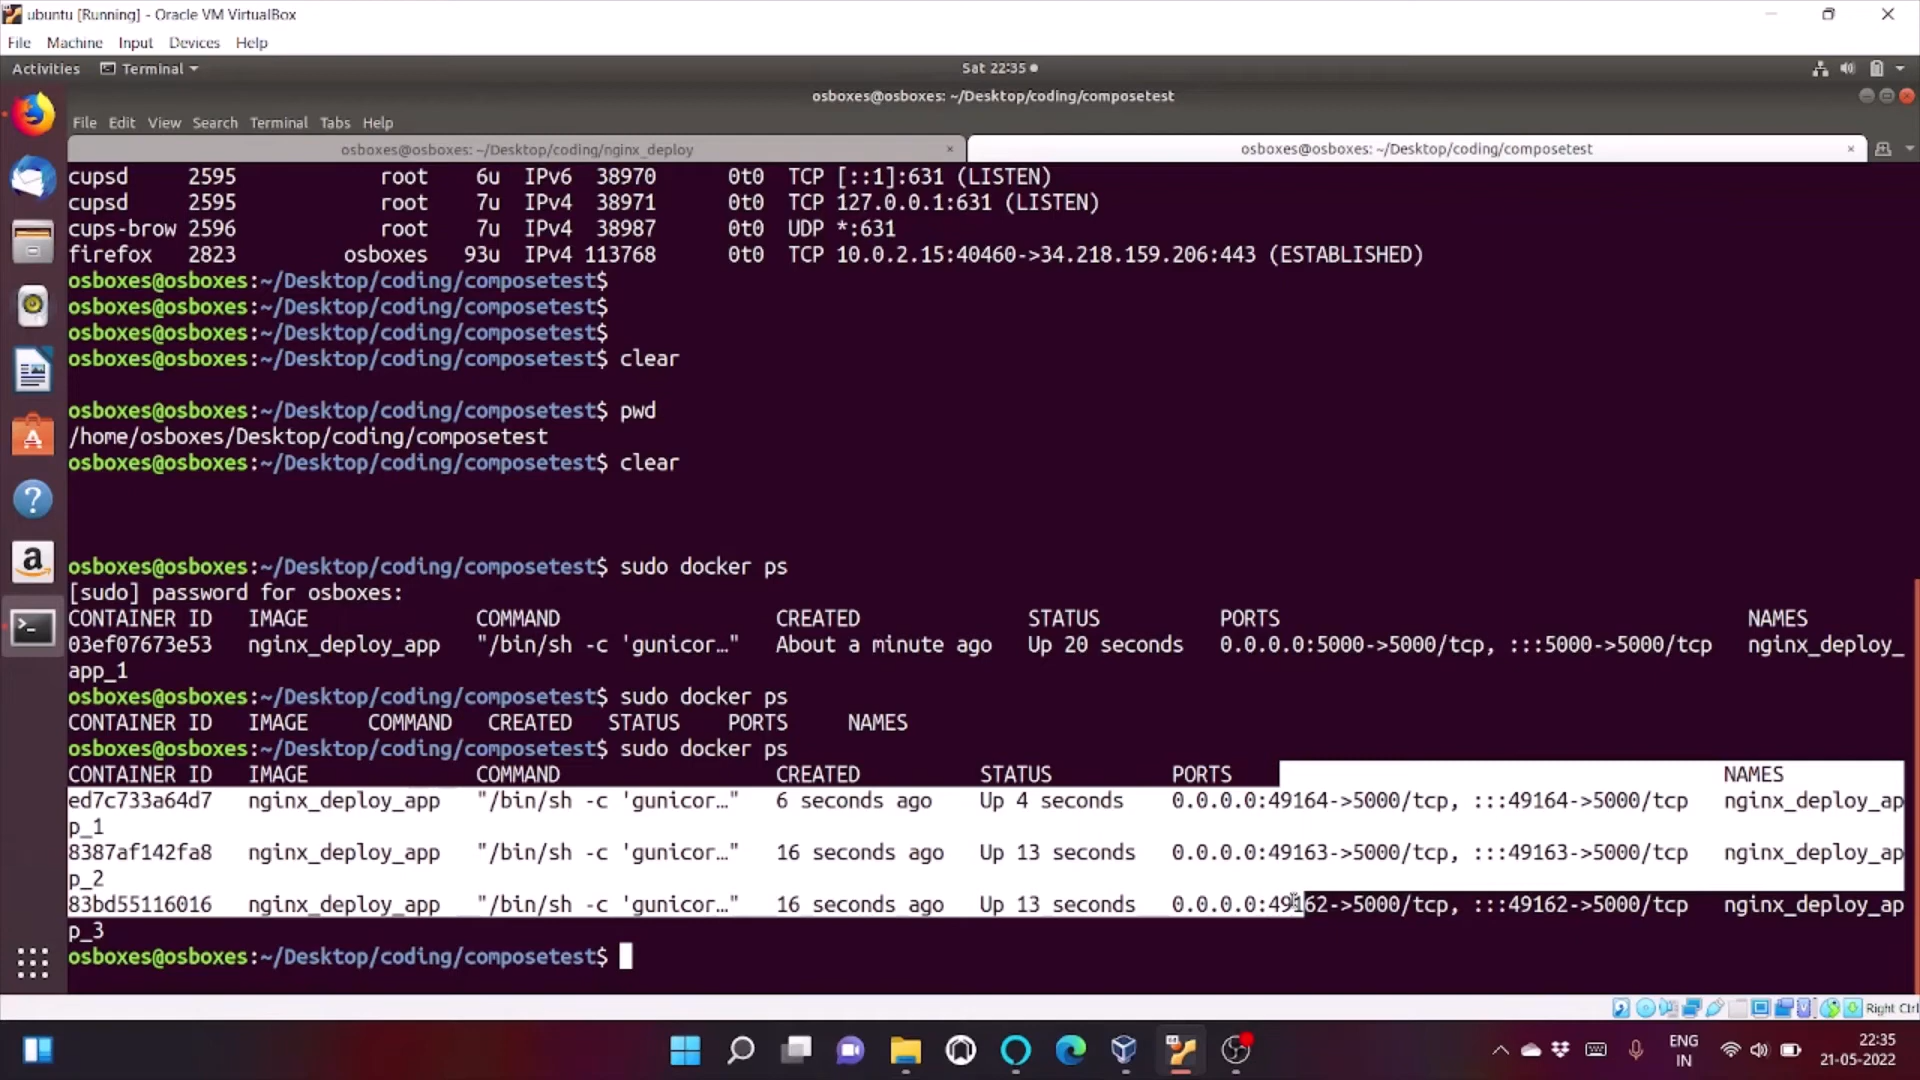 ubuntu [Running] - Oracle VM VirtualBox
File Machine Input Devices Help
Activities Terminal Sat 22:35
osboxes@osboxes: ~/Desktop/coding/composetest
File Edit View Search Terminal Tabs Help
osboxes@osboxes: ~/Desktop/coding/nginx_deploy × osboxes@osboxes: ~/Desktop/coding/composetest ×
cupsd 2595 root 6u IPv6 38970 0t0 TCP [::1]:631 (LISTEN)
cupsd 2595 root 7u IPv4 38971 0t0 TCP 127.0.0.1:631 (LISTEN)
cups-brow 2596 root 7u IPv4 38987 0t0 UDP *:631
firefox 2823 osboxes 93u IPv4 113768 0t0 TCP 10.0.2.15:40460->34.218.159.206:443 (ESTABLISHED)
osboxes@osboxes:~/Desktop/coding/composetest$
osboxes@osboxes:~/Desktop/coding/composetest$
osboxes@osboxes:~/Desktop/coding/composetest$
osboxes@osboxes:~/Desktop/coding/composetest$ clear
osboxes@osboxes:~/Desktop/coding/composetest$ pwd
/home/osboxes/Desktop/coding/composetest
osboxes@osboxes:~/Desktop/coding/composetest$ clear
osboxes@osboxes:~/Desktop/coding/composetest$ sudo docker ps
[sudo] password for osboxes:
CONTAINER ID IMAGE COMMAND CREATED STATUS PORTS NAMES
03ef07673e53 nginx_deploy_app "/bin/sh -c 'gunicor…" About a minute ago Up 20 seconds 0.0.0.0:5000->5000/tcp, :::5000->5000/tcp nginx_deploy_
app_1
osboxes@osboxes:~/Desktop/coding/composetest$ sudo docker ps
CONTAINER ID IMAGE COMMAND CREATED STATUS PORTS NAMES
osboxes@osboxes:~/Desktop/coding/composetest$ sudo docker ps
CONTAINER ID IMAGE COMMAND CREATED STATUS PORTS NAMES
ed7c733a64d7 nginx_deploy_app "/bin/sh -c 'gunicor…" 6 seconds ago Up 4 seconds 0.0.0.0:49164->5000/tcp, :::49164->5000/tcp nginx_deploy_ap
p_1
8387af142fa8 nginx_deploy_app "/bin/sh -c 'gunicor…" 16 seconds ago Up 13 seconds 0.0.0.0:49163->5000/tcp, :::49163->5000/tcp nginx_deploy_ap
p_2
83bd55116016 nginx_deploy_app "/bin/sh -c 'gunicor…" 16 seconds ago Up 13 seconds 0.0.0.0:49162->5000/tcp, :::49162->5000/tcp nginx_deploy_ap
p_3
osboxes@osboxes:~/Desktop/coding/composetest$
Right Ctrl
ENG
IN
22:35
21-05-2022